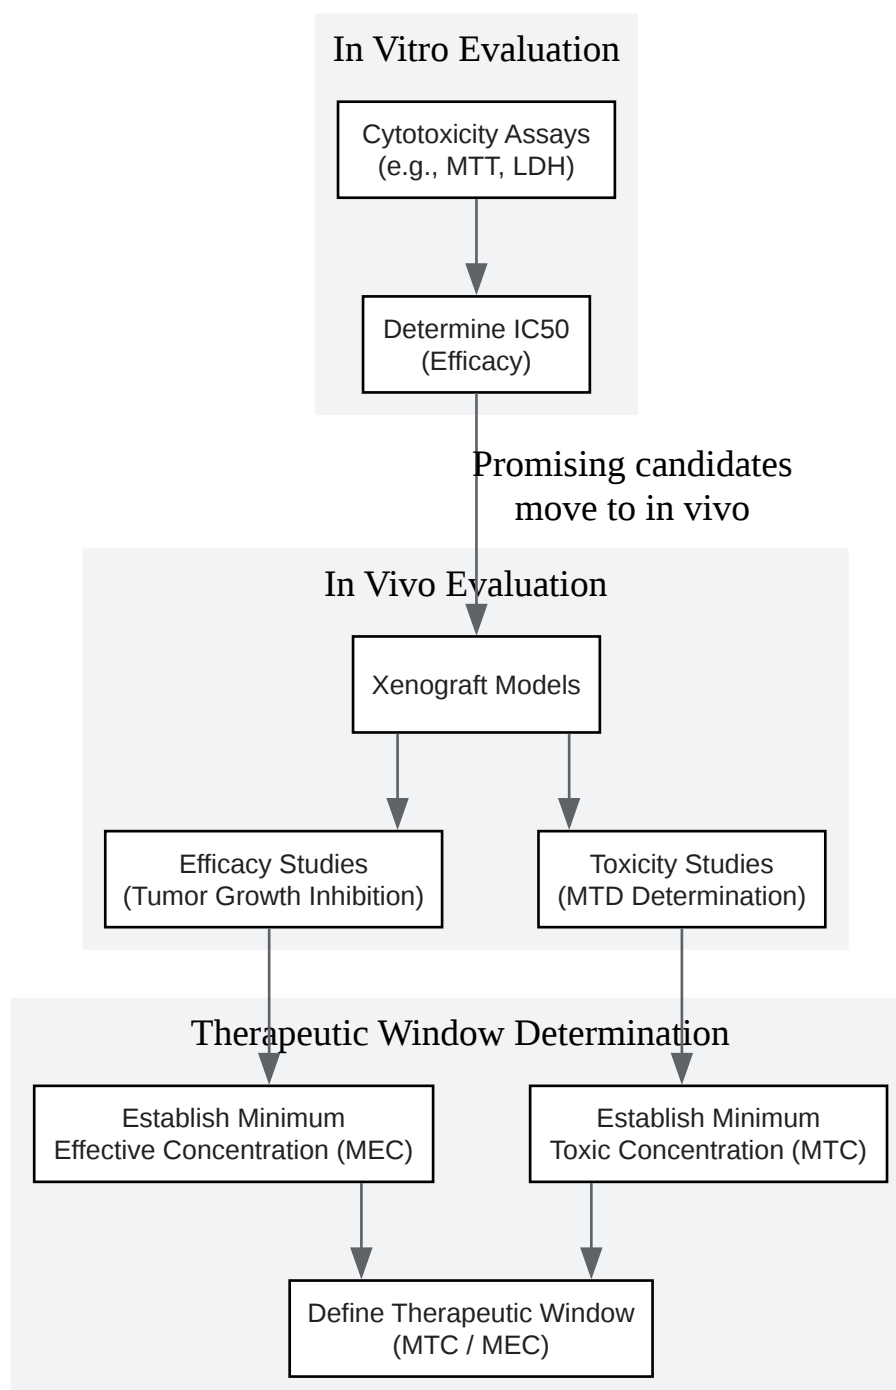 In Vitro Evaluation
Cytotoxicity Assays
(e.g., MTT, LDH)
Determine IC50
(Efficacy)
Promising candidates
move to in vivo
In Vivo Evaluation
Xenograft Models
Efficacy Studies
(Tumor Growth Inhibition)
Toxicity Studies
(MTD Determination)
Therapeutic Window Determination
Establish Minimum
Effective Concentration (MEC)
Establish Minimum
Toxic Concentration (MTC)
Define Therapeutic Window
(MTC / MEC)